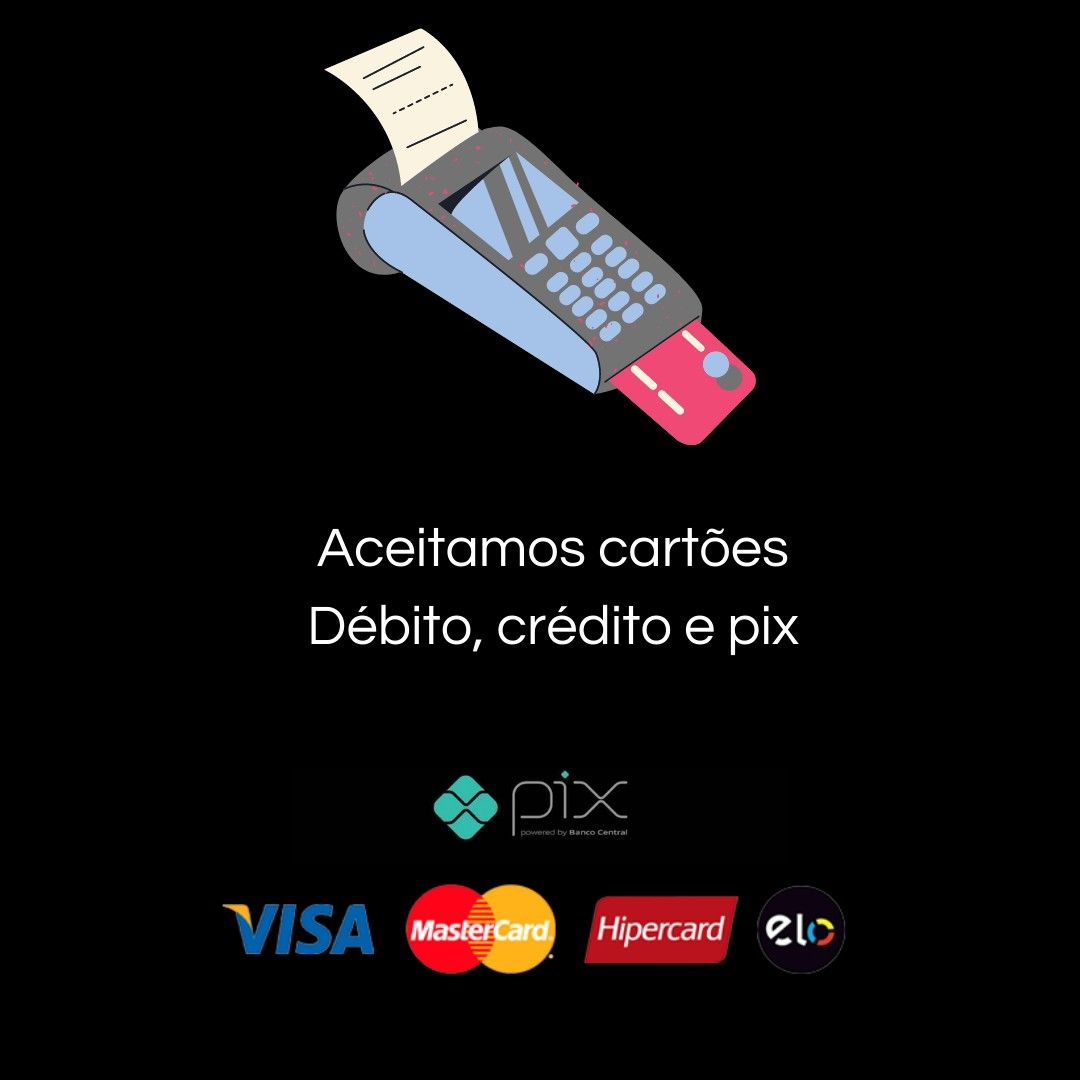 Aceitamos cartões
Débito, crédito e pix
pix
powered by Banco Central
VISA MasterCard Hipercard elo